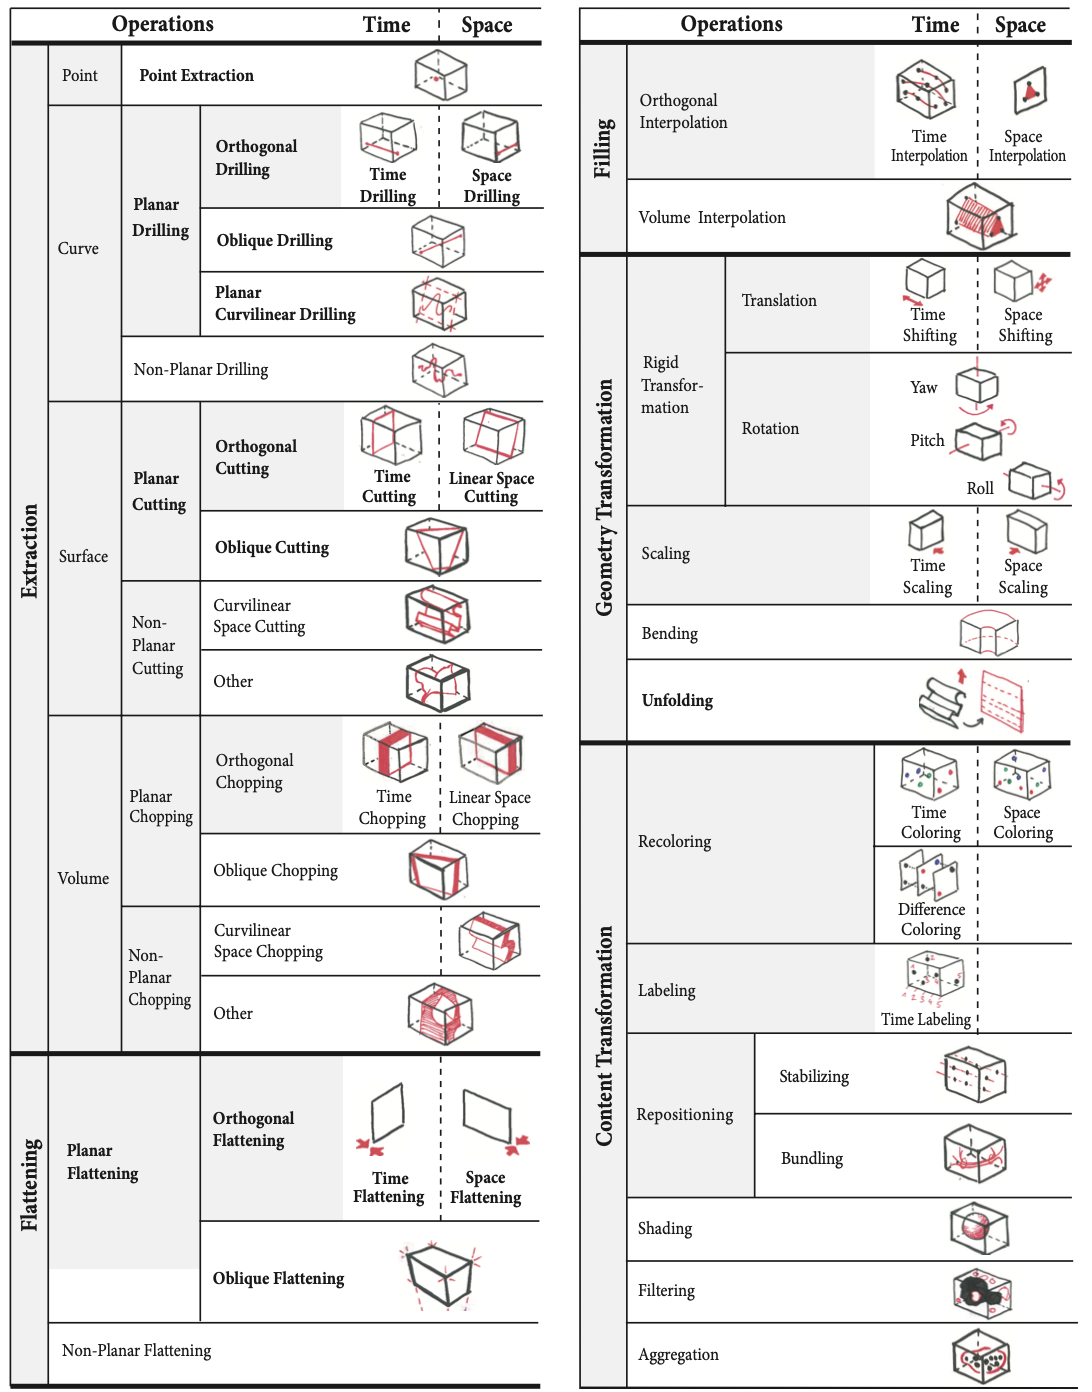 Operations Time Space
Extraction
Point
Point Extraction
Curve
Planar
Drilling
Orthogonal
Drilling
Time
Drilling
Space
Drilling
Oblique Drilling
Planar
Curvilinear Drilling
Non-Planar Drilling
Surface
Planar
Cutting
Orthogonal
Cutting
Time
Cutting
Linear Space
Cutting
Oblique Cutting
Non-
Planar
Cutting
Curvilinear
Space Cutting
Other
Volume
Planar
Chopping
Orthogonal
Chopping
Time
Chopping
Linear Space
Chopping
Oblique Chopping
Non-
Planar
Chopping
Curvilinear
Space Chopping
Other
Flattening
Planar
Flattening
Orthogonal
Flattening
Time
Flattening
Space
Flattening
Oblique Flattening
Non-Planar Flattening
Operations Time Space
Filling
Orthogonal
Interpolation
Time
Interpolation
Space
Interpolation
Volume Interpolation
Geometry Transformation
Rigid
Transfor-
mation
Translation
Time
Shifting
Space
Shifting
Rotation
Yaw
Pitch
Roll
Scaling
Time
Scaling
Space
Scaling
Bending
Unfolding
Content Transformation
Recoloring
Time
Coloring
Space
Coloring
Difference
Coloring
Labeling
1 2 3 4 5
Time Labeling
Repositioning
Stabilizing
Bundling
Shading
Filtering
Aggregation